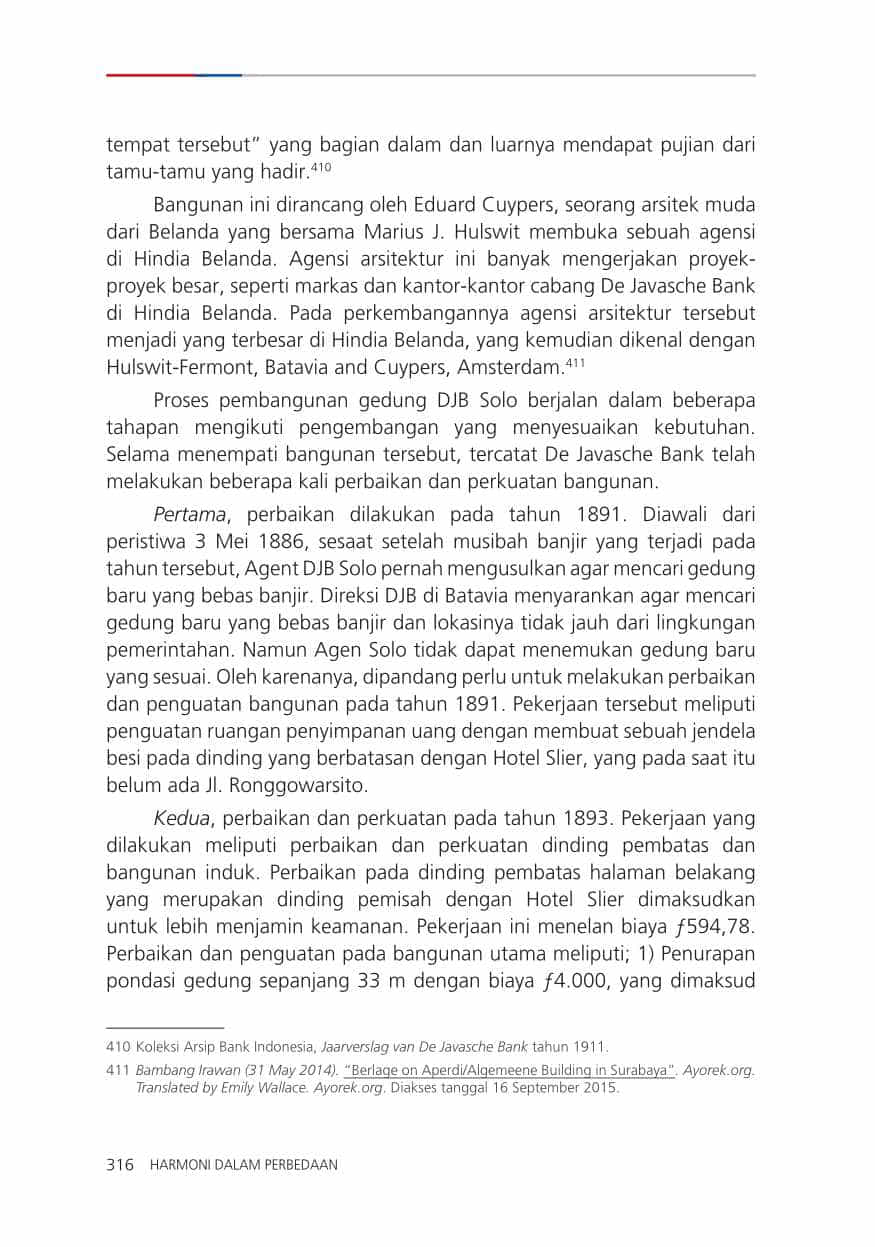 tempat tersebut” yang bagian dalam dan luarnya mendapat pujian dari
tamu-tamu yang hadir.410
Bangunan ini dirancang oleh Eduard Cuypers, seorang arsitek muda
dari Belanda yang bersama Marius J. Hulswit membuka sebuah agensi
di Hindia Belanda. Agensi arsitektur ini banyak mengerjakan proyek-
proyek besar, seperti markas dan kantor-kantor cabang De Javasche Bank
di Hindia Belanda. Pada perkembangannya agensi arsitektur tersebut
menjadi yang terbesar di Hindia Belanda, yang kemudian dikenal dengan
Hulswit-Fermont, Batavia and Cuypers, Amsterdam.411
Proses pembangunan gedung DJB Solo berjalan dalam beberapa
tahapan mengikuti pengembangan yang menyesuaikan kebutuhan.
Selama menempati bangunan tersebut, tercatat De Javasche Bank telah
melakukan beberapa kali perbaikan dan perkuatan bangunan.
Pertama, perbaikan dilakukan pada tahun 1891. Diawali dari
peristiwa 3 Mei 1886, sesaat setelah musibah banjir yang terjadi pada
tahun tersebut, Agent DJB Solo pernah mengusulkan agar mencari gedung
baru yang bebas banjir. Direksi DJB di Batavia menyarankan agar mencari
gedung baru yang bebas banjir dan lokasinya tidak jauh dari lingkungan
pemerintahan. Namun Agen Solo tidak dapat menemukan gedung baru
yang sesuai. Oleh karenanya, dipandang perlu untuk melakukan perbaikan
dan penguatan bangunan pada tahun 1891. Pekerjaan tersebut meliputi
penguatan ruangan penyimpanan uang dengan membuat sebuah jendela
besi pada dinding yang berbatasan dengan Hotel Slier, yang pada saat itu
belum ada Jl. Ronggowarsito.
Kedua, perbaikan dan perkuatan pada tahun 1893. Pekerjaan yang
dilakukan meliputi perbaikan dan perkuatan dinding pembatas dan
bangunan induk. Perbaikan pada dinding pembatas halaman belakang
yang merupakan dinding pemisah dengan Hotel Slier dimaksudkan
untuk lebih menjamin keamanan. Pekerjaan ini menelan biaya ƒ594,78.
Perbaikan dan penguatan pada bangunan utama meliputi; 1) Penurapan
pondasi gedung sepanjang 33 m dengan biaya ƒ4.000, yang dimaksud
410 Koleksi Arsip Bank Indonesia, Jaarverslag van De Javasche Bank tahun 1911.
411 Bambang Irawan (31 May 2014). “Berlage on Aperdi/Algemeene Building in Surabaya”. Ayorek.org.
Translated by Emily Wallace. Ayorek.org. Diakses tanggal 16 September 2015.
316 HARMONI DALAM PERBEDAAN